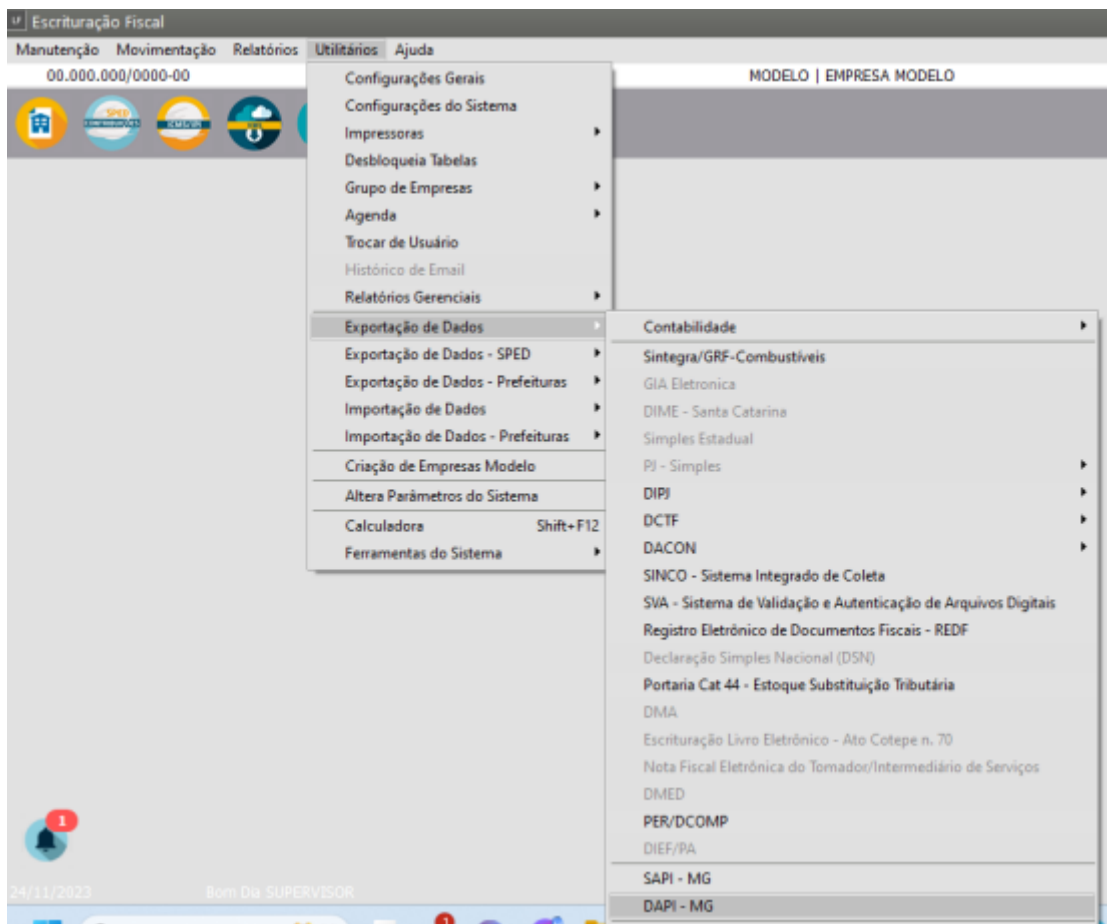 LF Escrituração Fiscal
Manutenção Movimentação Relatórios Utilitários Ajuda
00.000.000/0000-00 MODELO | EMPRESA MODELO
SPED
CONTRIBUIÇÕES
ICMS/IPI
Configurações Gerais
Configurações do Sistema
Impressoras
Desbloqueia Tabelas
Grupo de Empresas
Agenda
Trocar de Usuário
Histórico de Email
Relatórios Gerenciais
Exportação de Dados
Exportação de Dados - SPED
Exportação de Dados - Prefeituras
Importação de Dados
Importação de Dados - Prefeituras
Criação de Empresas Modelo
Altera Parâmetros do Sistema
Calculadora Shift+F12
Ferramentas do Sistema
Contabilidade
Sintegra/GRF-Combustíveis
GIA Eletronica
DIME - Santa Catarina
Simples Estadual
PJ - Simples
DIPJ
DCTF
DACON
SINCO - Sistema Integrado de Coleta
SVA - Sistema de Validação e Autenticação de Arquivos Digitais
Registro Eletrônico de Documentos Fiscais - REDF
Declaração Simples Nacional (DSN)
Portaria Cat 44 - Estoque Substituição Tributária
DMA
Escrituração Livro Eletrônico - Ato Cotepe n. 70
Nota Fiscal Eletrônica do Tomador/Intermediário de Serviços
DMED
PER/DCOMP
DIEF/PA
SAPI - MG
DAPI - MG
1
24/11/2023 Bom Dia SUPERVISOR
1